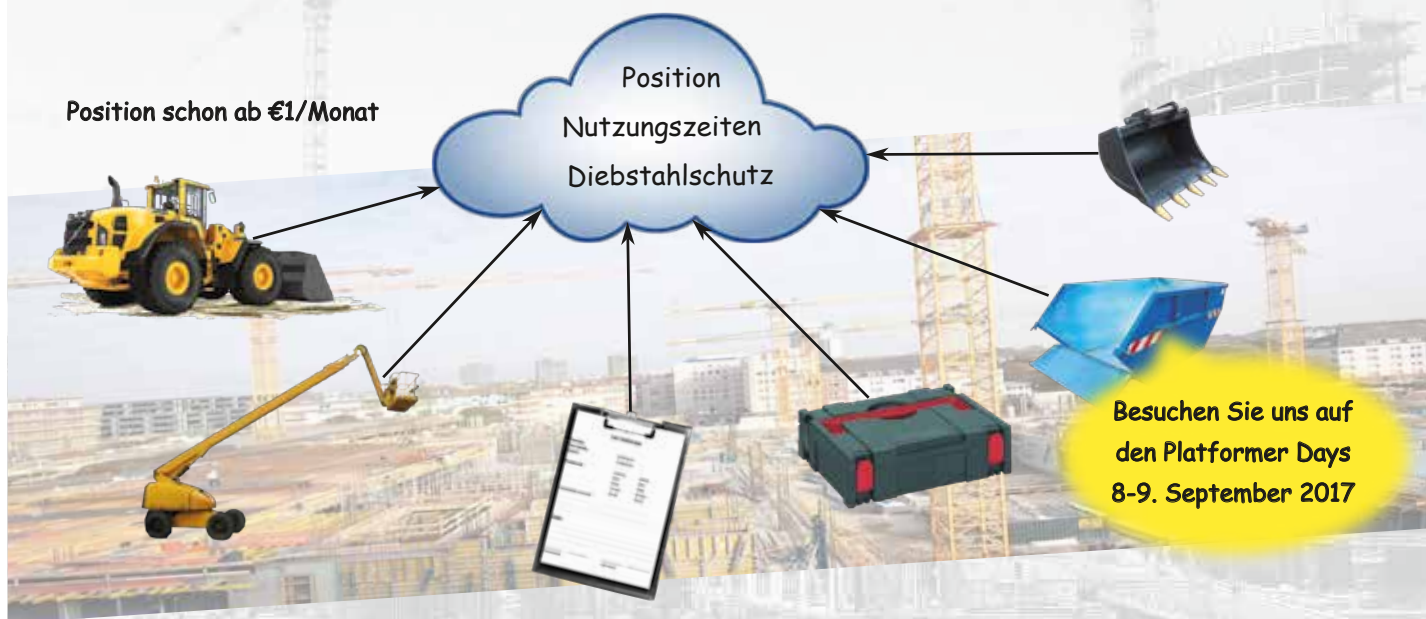 Position schon ab €1/Monat
Position
Nutzungszeiten
Diebstahlschutz
Besuchen Sie uns auf
den Platformer Days
8-9. September 2017